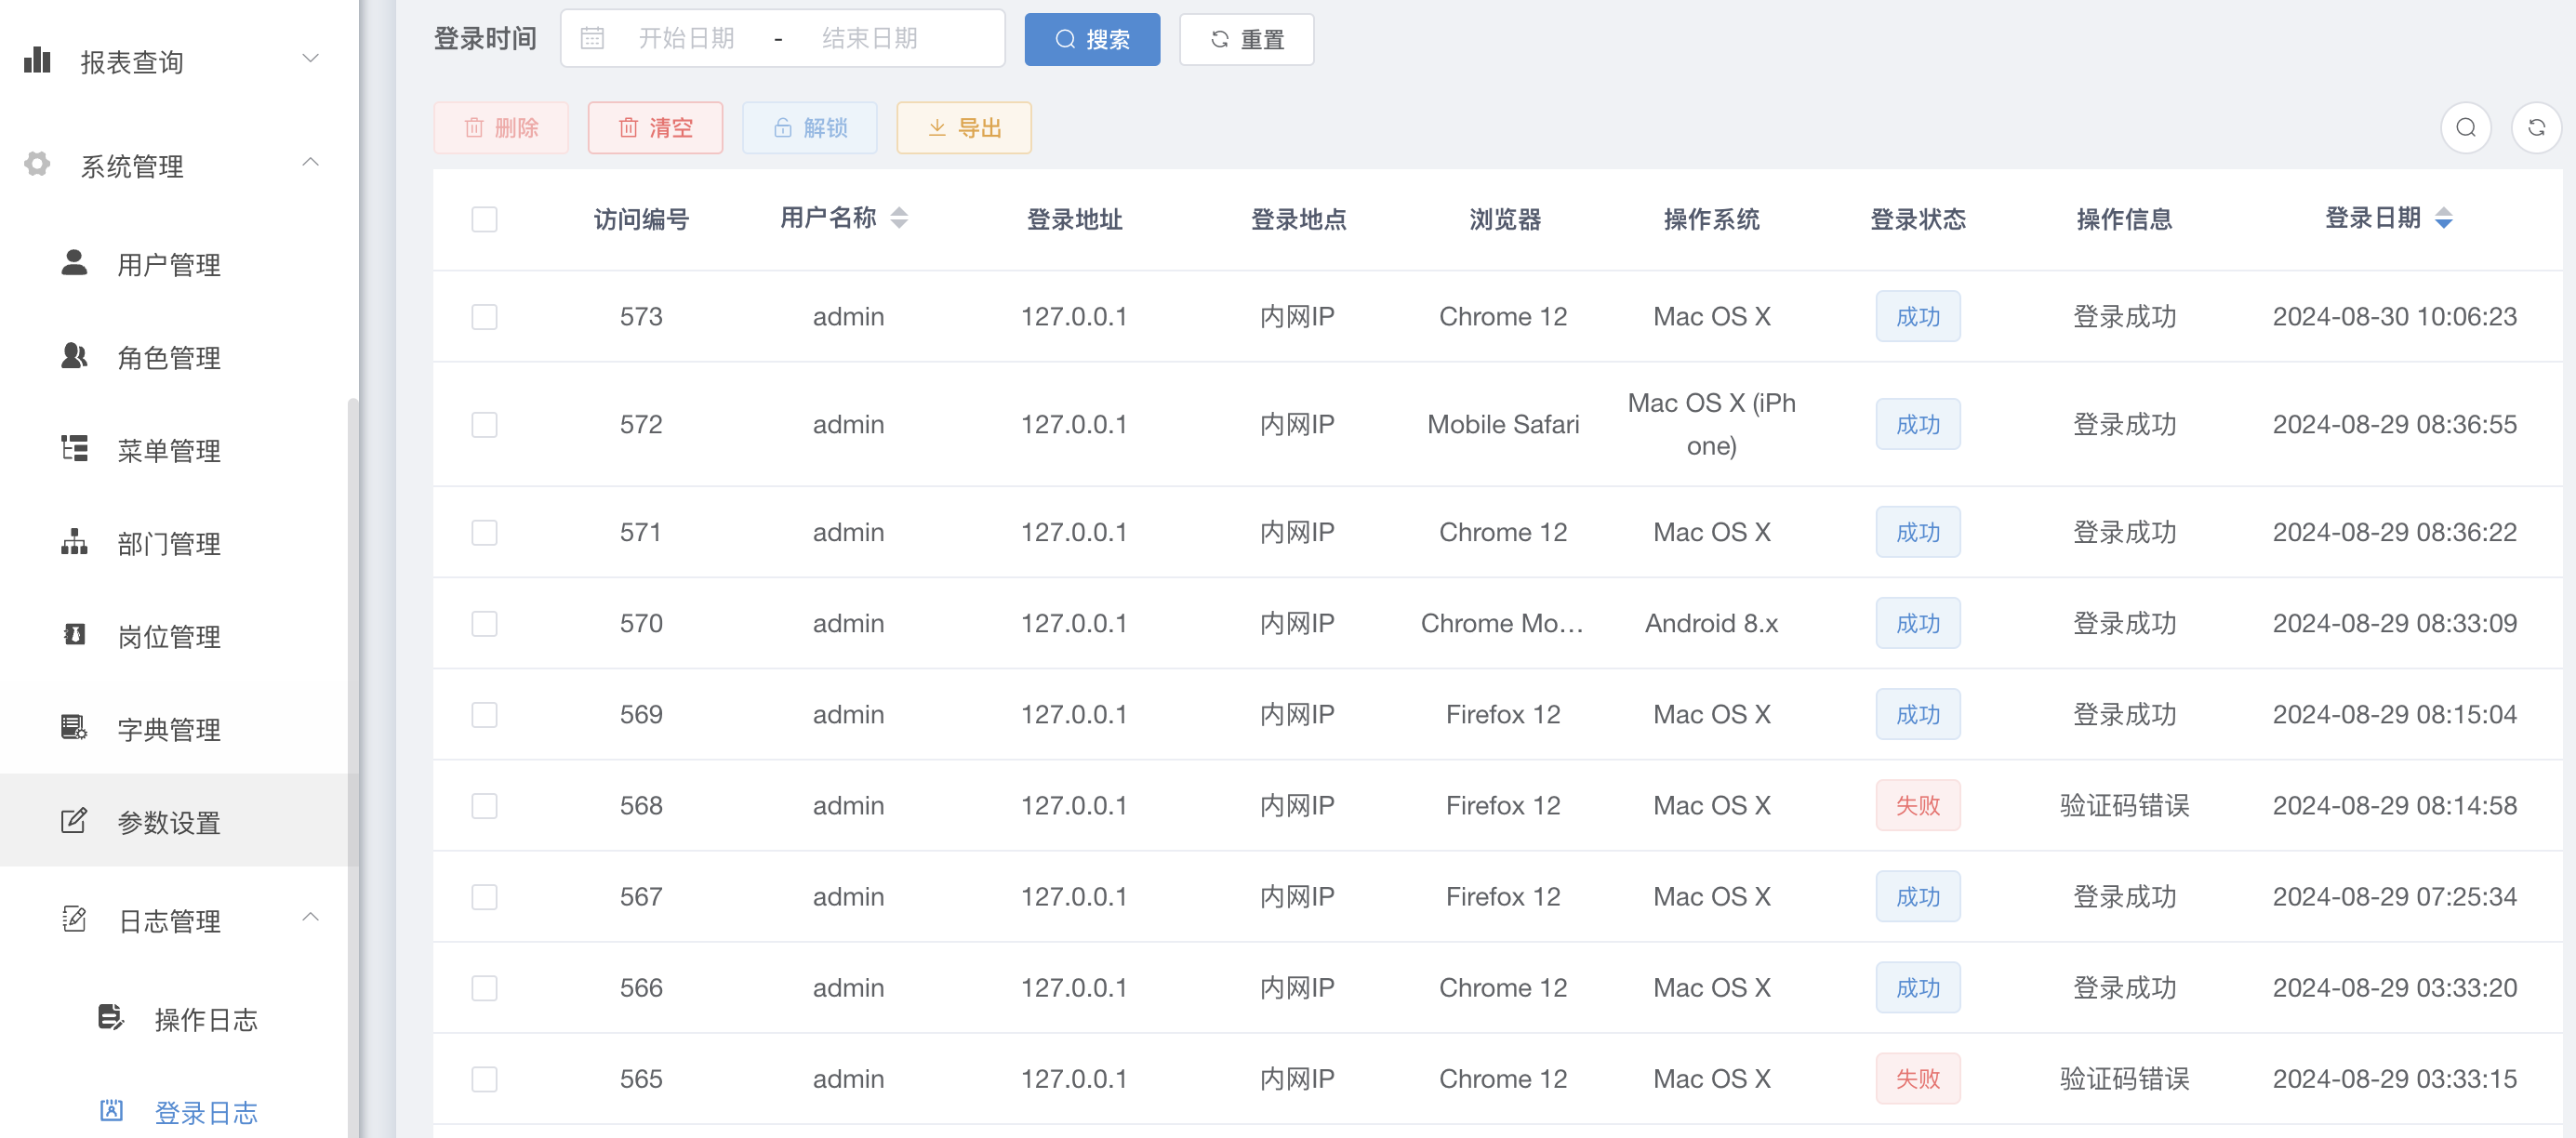 报表查询
系统管理
用户管理
角色管理
菜单管理
部门管理
岗位管理
字典管理
参数设置
日志管理
操作日志
登录日志
登录时间 开始日期 - 结束日期 搜索 重置
删除 清空 解锁 导出
访问编号 用户名称 登录地址 登录地点 浏览器 操作系统 登录状态 操作信息 登录日期
573 admin 127.0.0.1 内网IP Chrome 12 Mac OS X 成功 登录成功 2024-08-30 10:06:23
572 admin 127.0.0.1 内网IP Mobile Safari Mac OS X (iPh
one) 成功 登录成功 2024-08-29 08:36:55
571 admin 127.0.0.1 内网IP Chrome 12 Mac OS X 成功 登录成功 2024-08-29 08:36:22
570 admin 127.0.0.1 内网IP Chrome Mo... Android 8.x 成功 登录成功 2024-08-29 08:33:09
569 admin 127.0.0.1 内网IP Firefox 12 Mac OS X 成功 登录成功 2024-08-29 08:15:04
568 admin 127.0.0.1 内网IP Firefox 12 Mac OS X 失败 验证码错误 2024-08-29 08:14:58
567 admin 127.0.0.1 内网IP Firefox 12 Mac OS X 成功 登录成功 2024-08-29 07:25:34
566 admin 127.0.0.1 内网IP Chrome 12 Mac OS X 成功 登录成功 2024-08-29 03:33:20
565 admin 127.0.0.1 内网IP Chrome 12 Mac OS X 失败 验证码错误 2024-08-29 03:33:15